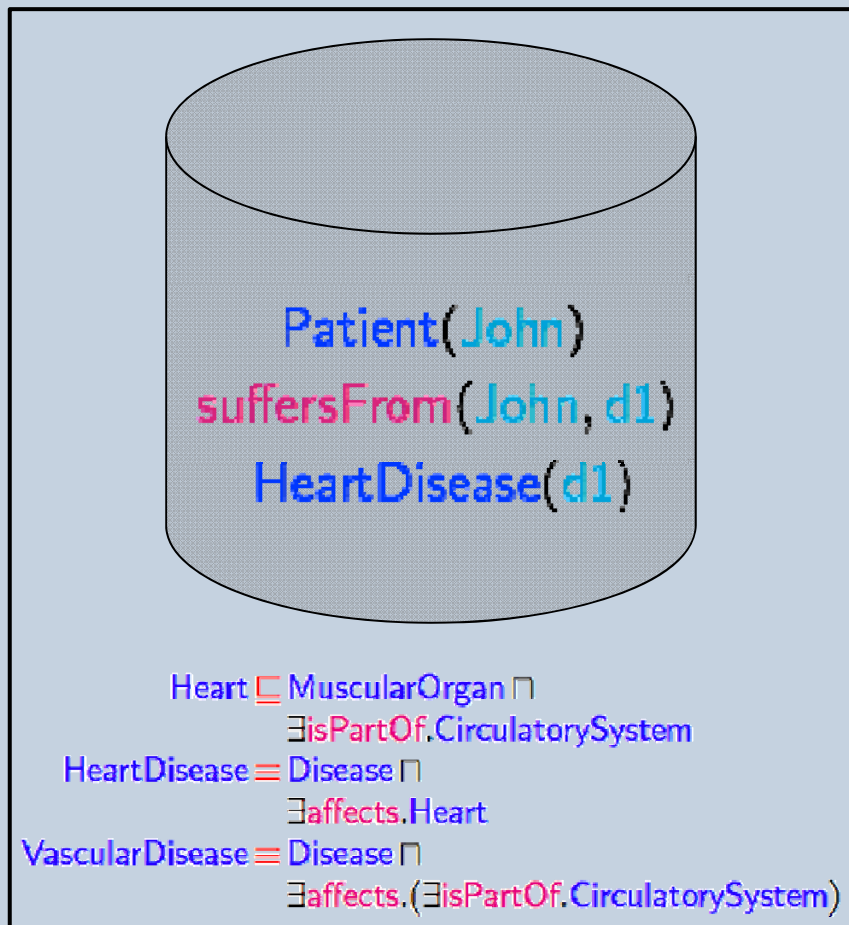 Patient(John)
suffersFrom(John, d1)
HeartDisease(d1)
Heart ⊑ MuscularOrgan ⊓
∃isPartOf.CirculatorySystem
HeartDisease ≡ Disease ⊓
∃affects.Heart
VascularDisease ≡ Disease ⊓
∃affects.(∃isPartOf.CirculatorySystem)